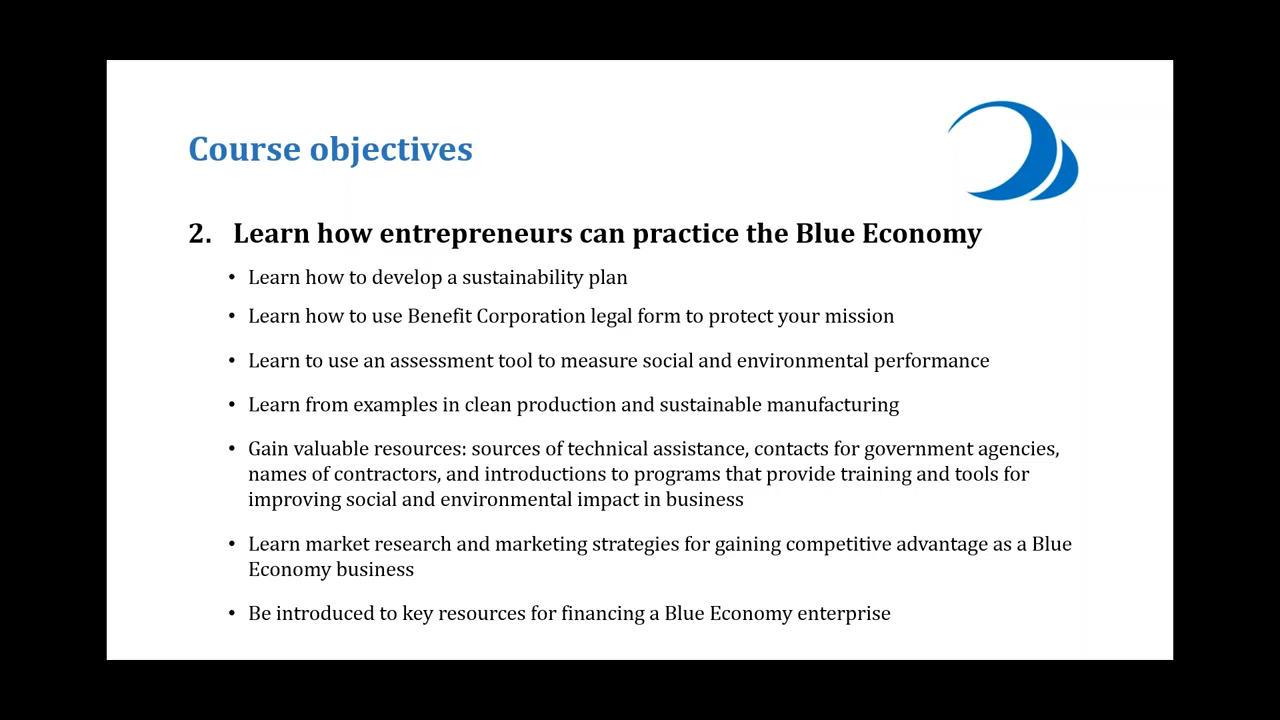 Course objectives
2. Learn how entrepreneurs can practice the Blue Economy
• Learn how to develop a sustainability plan
• Learn how to use Benefit Corporation legal form to protect your mission
• Learn to use an assessment tool to measure social and environmental performance
• Learn from examples in clean production and sustainable manufacturing
• Gain valuable resources: sources of technical assistance, contacts for government agencies,
names of contractors, and introductions to programs that provide training and tools for
improving social and environmental impact in business
• Learn market research and marketing strategies for gaining competitive advantage as a Blue
Economy business
• Be introduced to key resources for financing a Blue Economy enterprise